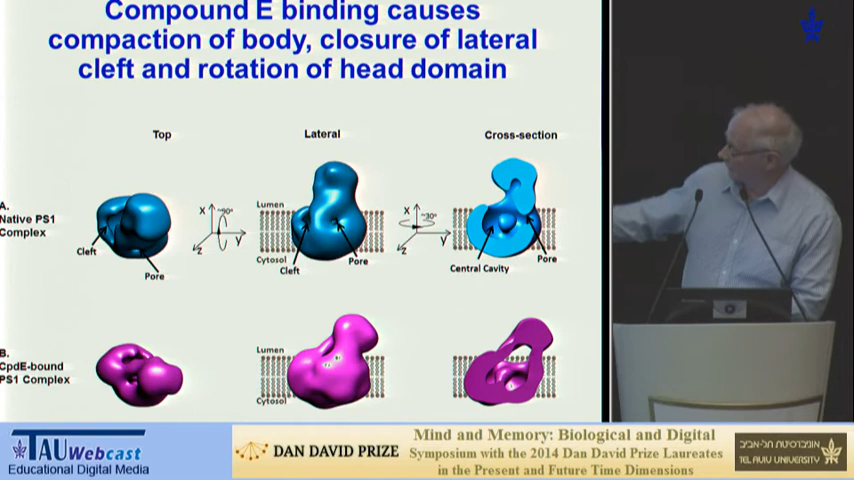 Compound E binding causes
compaction of body, closure of lateral
cleft and rotation of head domain
Top
Lateral
Cross-section
A.
Native PS1
Complex
Cleft
Pore
X
~90°
Y
Z
Lumen
Cytosol
Cleft
Pore
X
~30°
Y
Z
Central Cavity
Pore
B.
CpdE-bound
PS1 Complex
Lumen
Cytosol
TAU Webcast
Educational Digital Media
DAN DAVID PRIZE
Mind and Memory: Biological and Digital
Symposium with the 2014 Dan David Prize Laureates
in the Present and Future Time Dimensions
אוניברסיטת תל-אביב
TEL AVIV UNIVERSITY